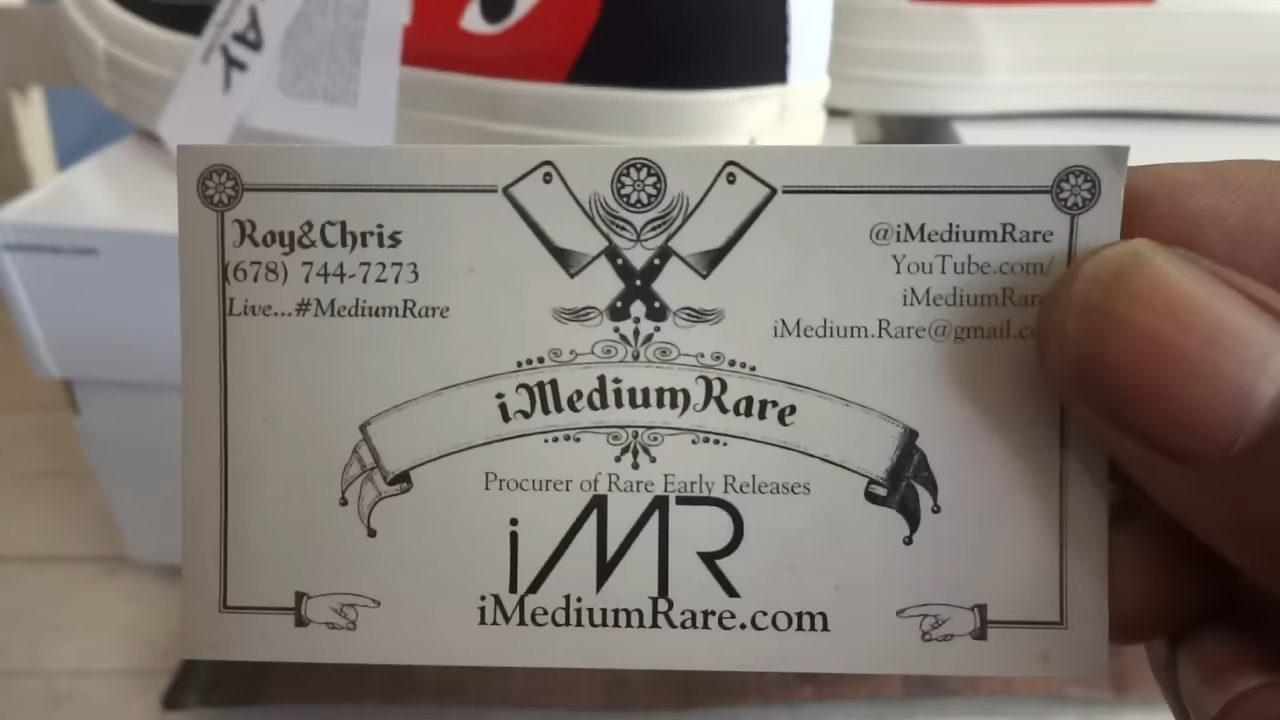 Roy&Chris
(678) 744-7273
Live...#MediumRare
@iMediumRare
YouTube.com/
iMediumRare
iMedium.Rare@gmail.co
iMediumRare
Procurer of Rare Early Releases
iMR
iMediumRare.com